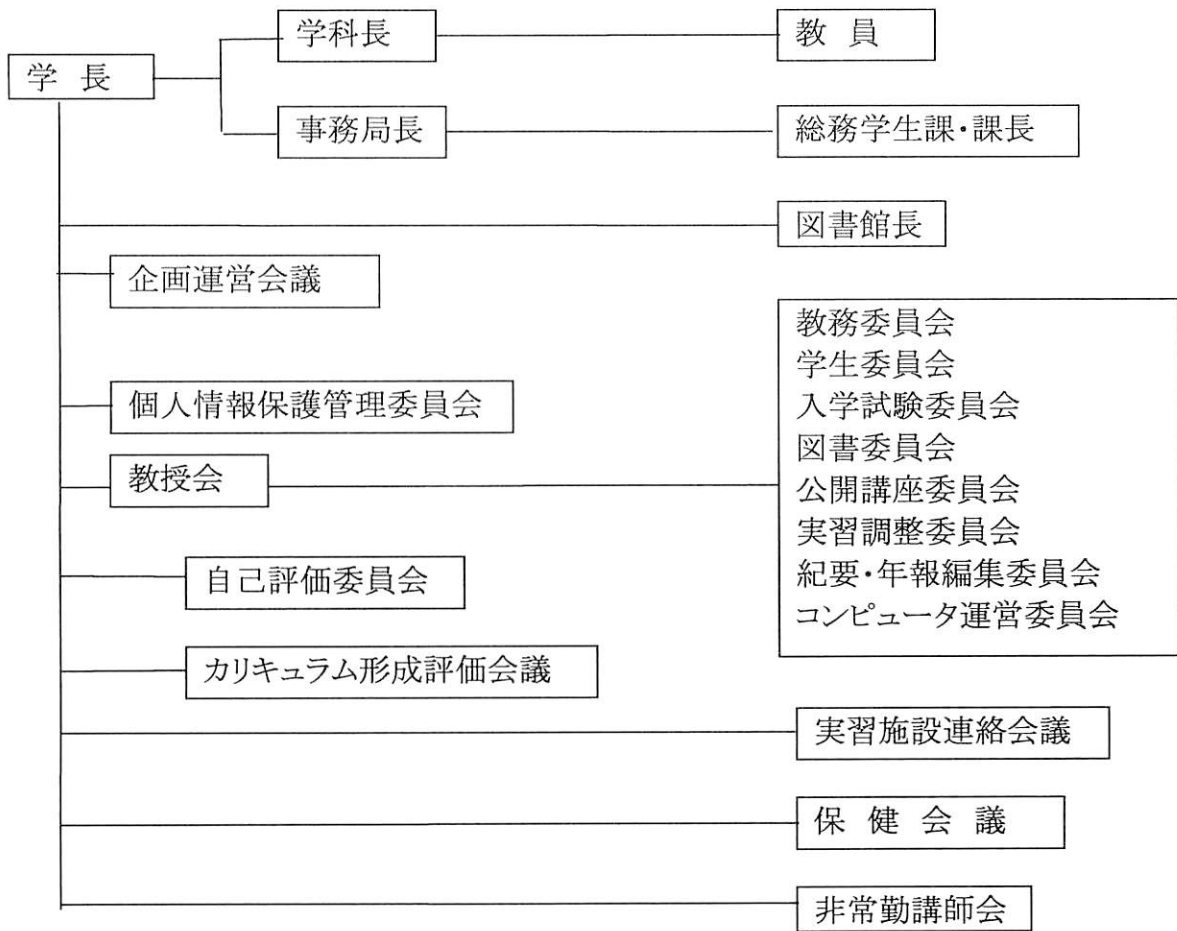 学科長
教 員
学 長
事務局長
総務学生課・課長
図書館長
企画運営会議
教務委員会
学生委員会
入学試験委員会
図書委員会
公開講座委員会
実習調整委員会
紀要・年報編集委員会
コンピュータ運営委員会
個人情報保護管理委員会
教授会
自己評価委員会
カリキュラム形成評価会議
実習施設連絡会議
保 健 会 議
非常勤講師会